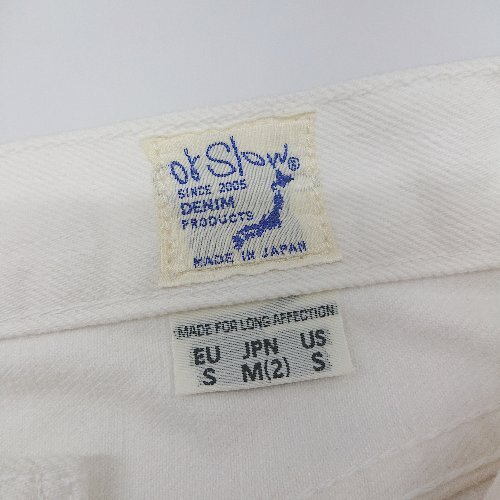 or Slow®
SINCE 2005
DENIM
PRODUCTS
MADE IN JAPAN
MADE FOR LONG AFFECTION
EU JPN US
S M(2) S